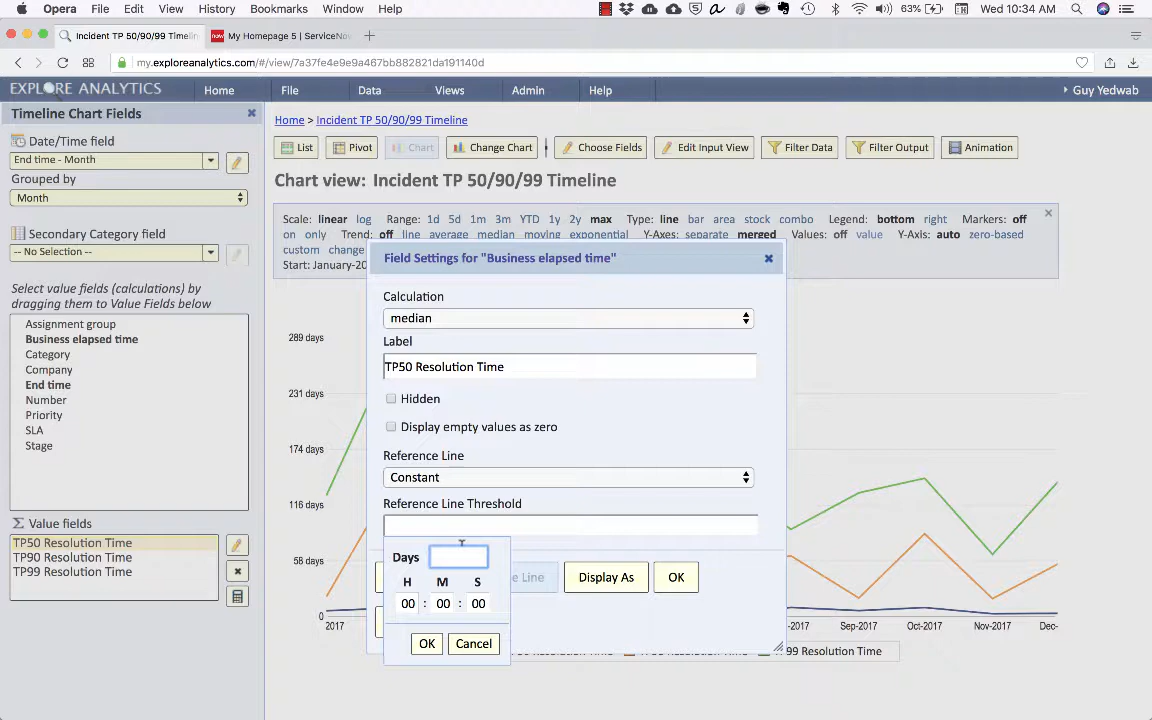 Opera File Edit View History Bookmarks Window Help 63% Wed 10:34 AM
Incident TP 50/90/99 Timelin My Homepage 5 | ServiceNo
my.exploreanalytics.com/#/view/7a37fe4e9e9a467bb882821da191140d
EXPLORE ANALYTICS Home File Data Views Admin Help Guy Yedwab
Timeline Chart Fields
Home > Incident TP 50/90/99 Timeline
Date/Time field
End time - Month
List Pivot Chart Change Chart Choose Fields Edit Input View Filter Data Filter Output Animation
Grouped by
Month
Chart view: Incident TP 50/90/99 Timeline
Scale: linear log Range: 1d 5d 1m 3m YTD 1y 2y max Type: line bar area stock combo Legend: bottom right Markers: off
on only Trend: off line average median moving exponential Y-Axes: separate merged Values: off value Y-Axis: auto zero-based
custom change
Start: January-20
Secondary Category field
-- No Selection --
Select value fields (calculations) by
dragging them to Value Fields below
Assignment group
Business elapsed time
Category
Company
End time
Number
Priority
SLA
Stage
Value fields
TP50 Resolution Time
TP90 Resolution Time
TP99 Resolution Time
Field Settings for "Business elapsed time"
Calculation
median
Label
TP50 Resolution Time
Hidden
Display empty values as zero
Reference Line
Constant
Reference Line Threshold
Days
H M S
00 : 00 : 00
OK Cancel
e Line Display As OK
289 days
231 days
174 days
116 days
58 days
0
2017 -2017 Sep-2017 Oct-2017 Nov-2017 Dec-
99 Resolution Time